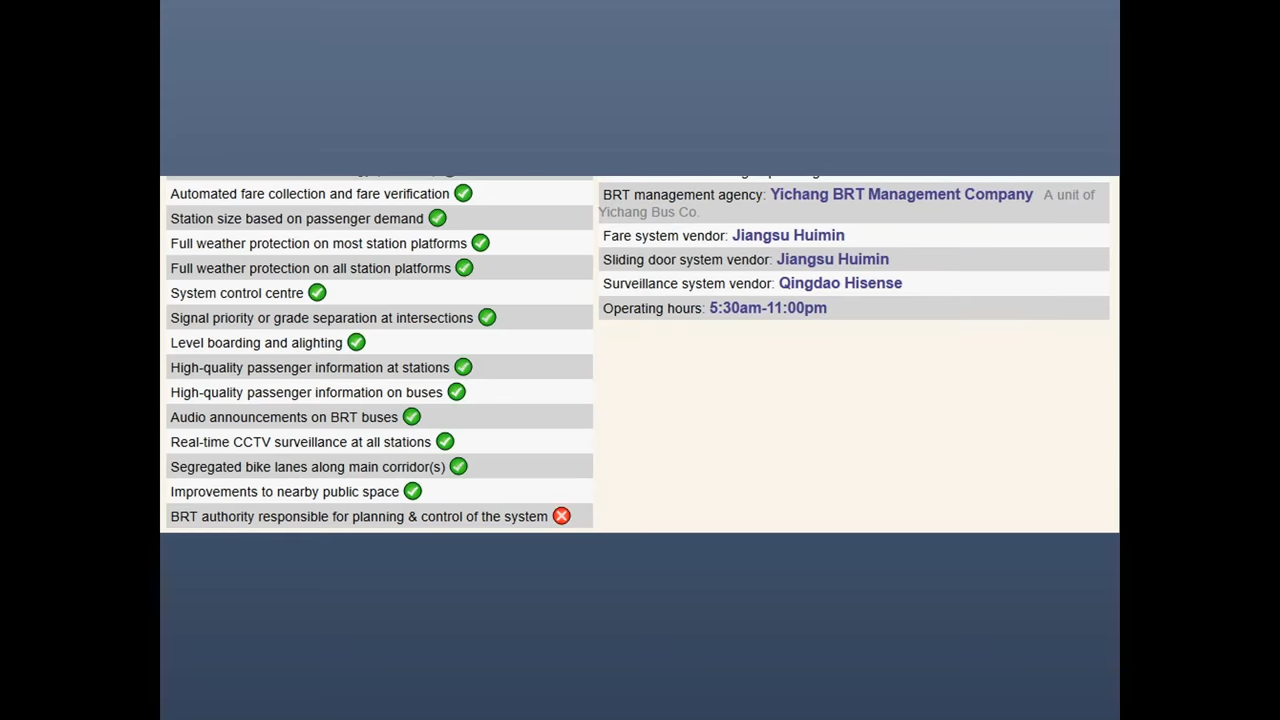 Automated fare collection and fare verification
Station size based on passenger demand
Full weather protection on most station platforms
Full weather protection on all station platforms
System control centre
Signal priority or grade separation at intersections
Level boarding and alighting
High-quality passenger information at stations
High-quality passenger information on buses
Audio announcements on BRT buses
Real-time CCTV surveillance at all stations
Segregated bike lanes along main corridor(s)
Improvements to nearby public space
BRT authority responsible for planning & control of the system
BRT management agency: Yichang BRT Management Company A unit of
Yichang Bus Co.
Fare system vendor: Jiangsu Huimin
Sliding door system vendor: Jiangsu Huimin
Surveillance system vendor: Qingdao Hisense
Operating hours: 5:30am-11:00pm